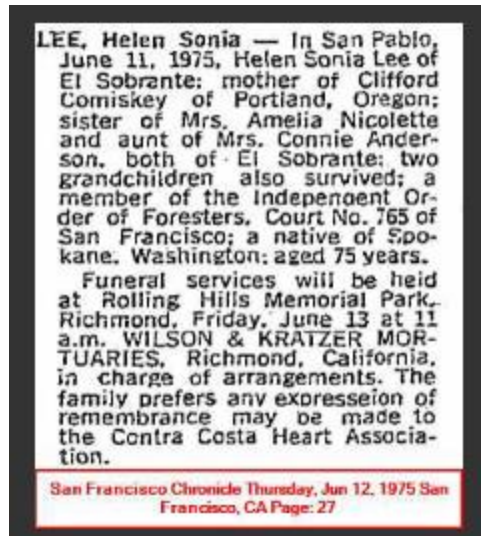 LEE, Helen Sonia — In San Pablo,
June 11, 1975, Helen Sonia Lee of
El Sobrante; mother of Clifford
Comiskey of Portland, Oregon;
sister of Mrs. Amelia Nicolette
and aunt of Mrs. Connie Ander-
son, both of El Sobrante; two
grandchildren also survived; a
member of the Independent Or-
der of Foresters, Court No. 765 of
San Francisco; a native of Spo-
kane, Washington; aged 75 years.
Funeral services will be held
at Rolling Hills Memorial Park,
Richmond, Friday, June 13 at 11
a.m. WILSON & KRATZER MOR-
TUARIES, Richmond, California,
in charge of arrangements. The
family prefers any expresseion of
remembrance may be made to
the Contra Costa Heart Associa-
tion.
San Francisco Chronicle Thursday, Jun 12, 1975 San
Francisco, CA Page: 27